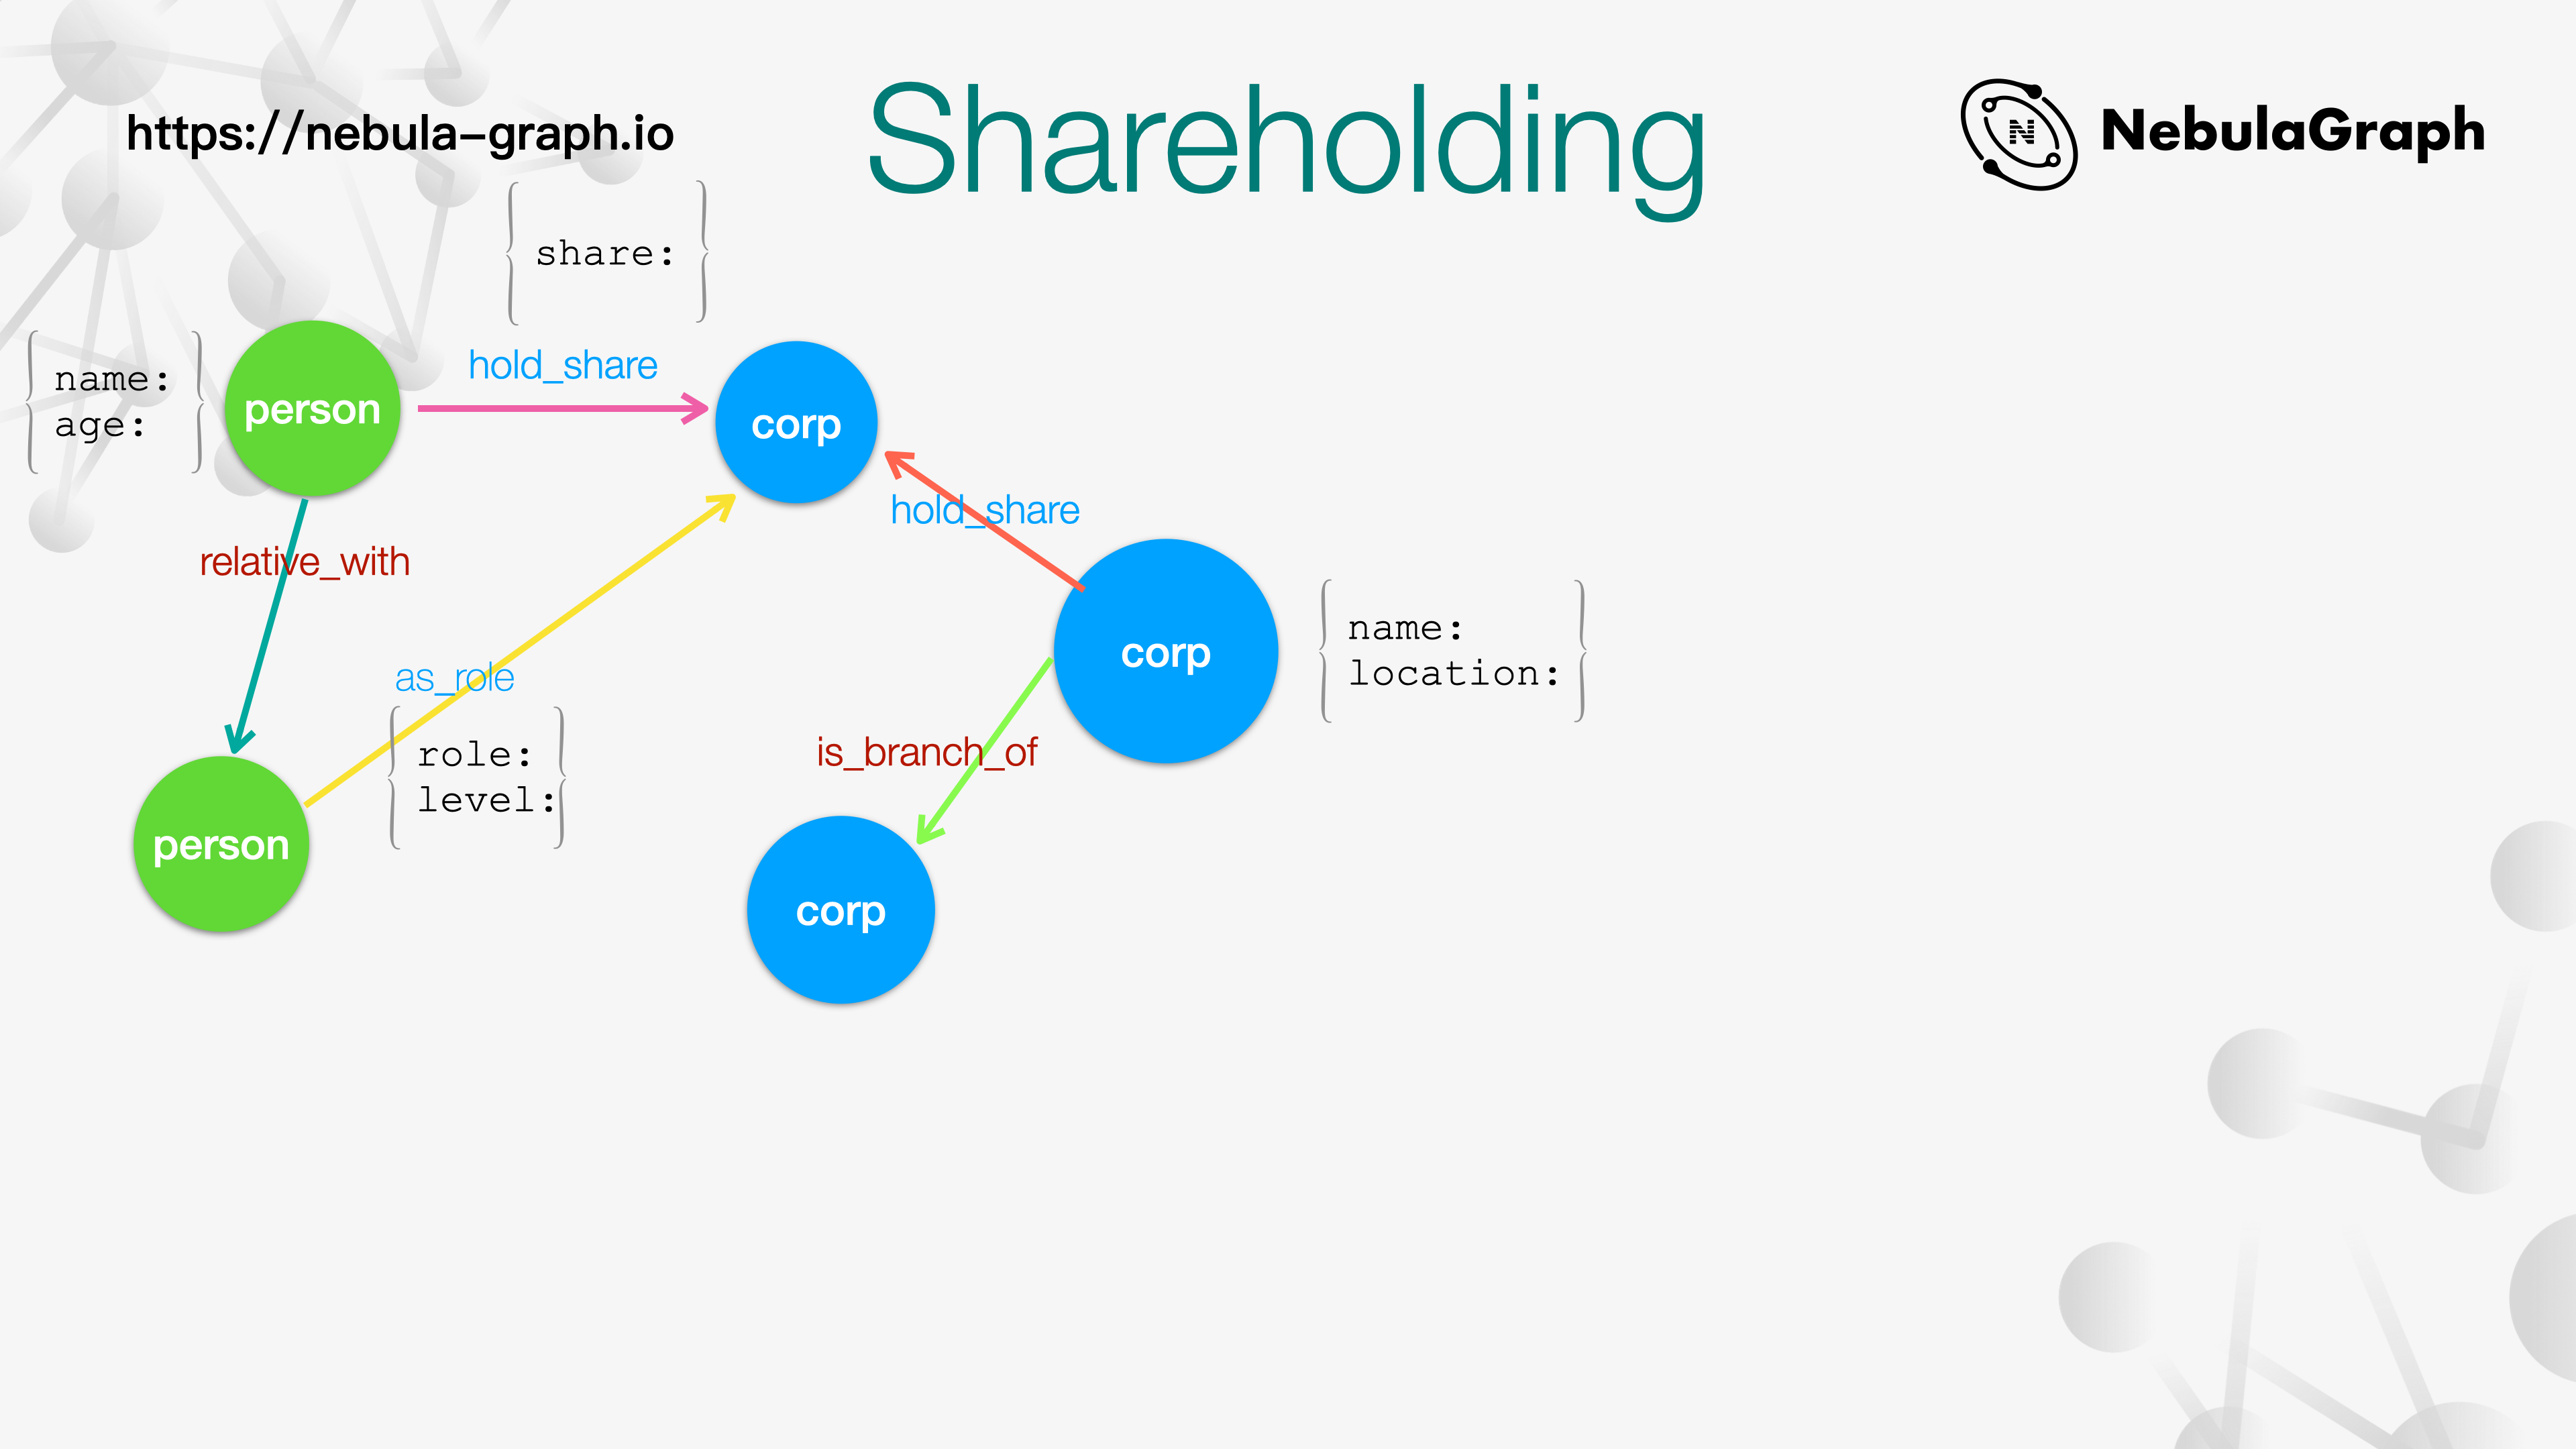 https://nebula-graph.io
Shareholding
N
NebulaGraph
share:
name:
age:
person
hold_share
corp
hold_share
relative_with
name:
location:
corp
as_role
role:
level:
is_branch_of
person
corp